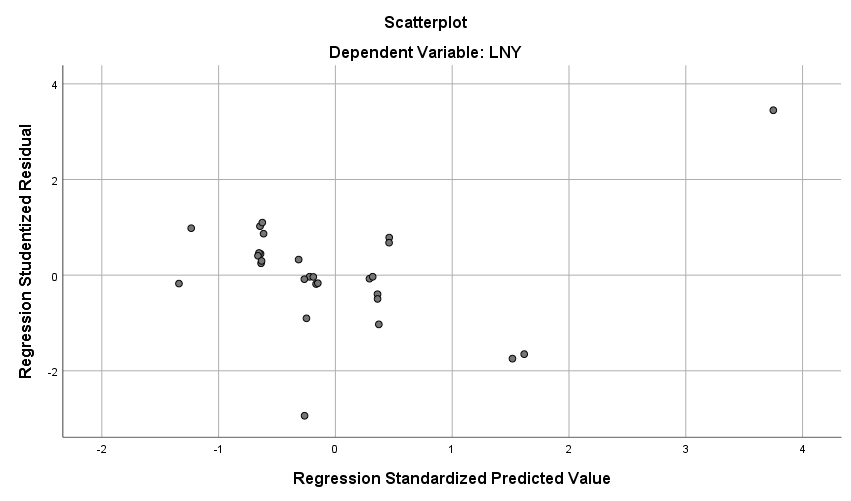 Scatterplot
Dependent Variable: LNY
Regression Studentized Residual
4
2
0
-2
-2
-1
0
1
2
3
4
Regression Standardized Predicted Value